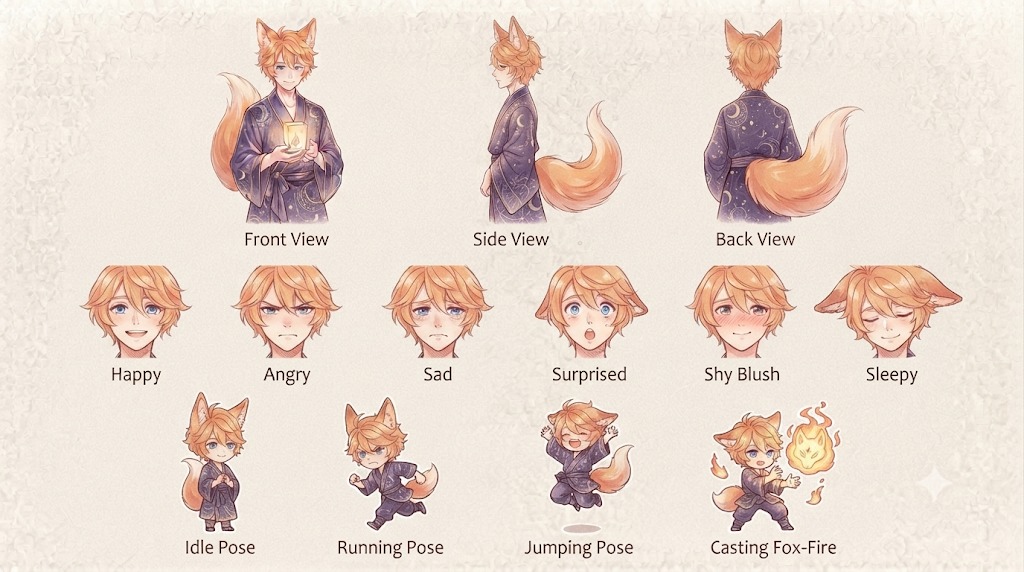 Front View
Side View
Back View
Happy
Angry
Sad
Surprised
Shy Blush
Sleepy
Idle Pose
Running Pose
Jumping Pose
Casting Fox-Fire